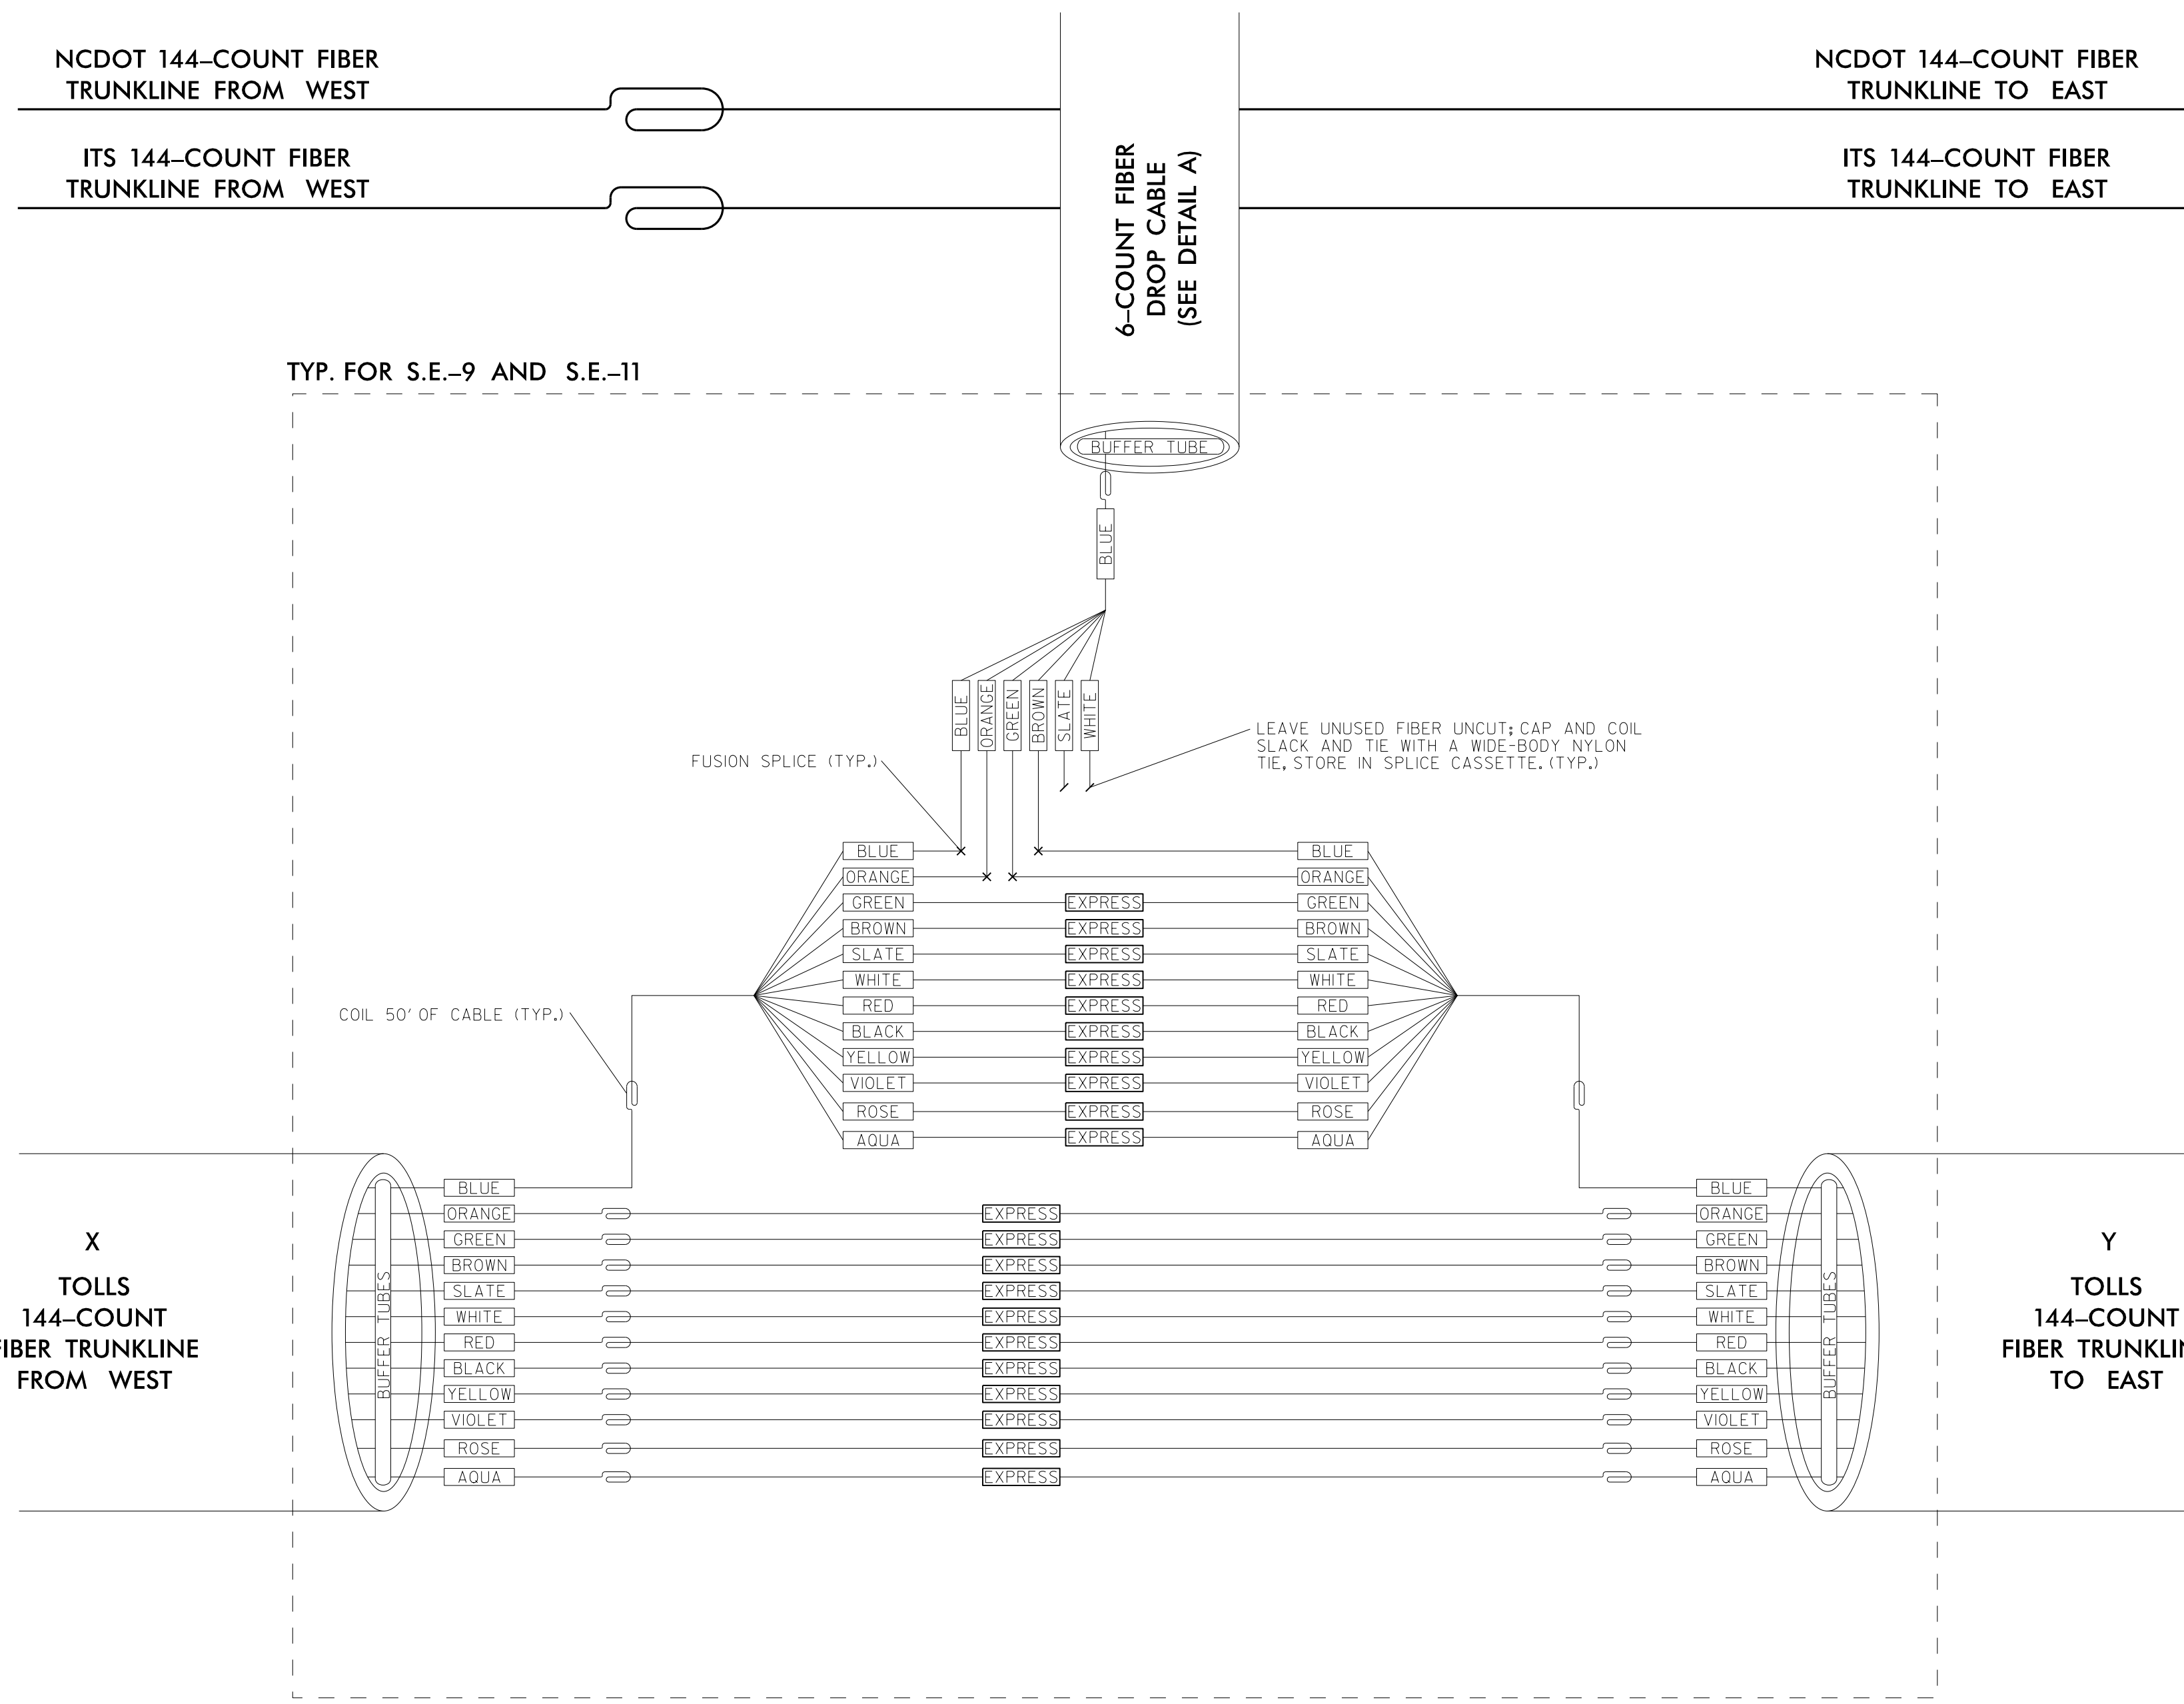 NCDOT 144–COUNT FIBER
TRUNKLINE FROM WEST
NCDOT 144–COUNT FIBER
TRUNKLINE TO EAST
ITS 144–COUNT FIBER
TRUNKLINE FROM WEST
ITS 144–COUNT FIBER
TRUNKLINE TO EAST
6–COUNT FIBER
DROP CABLE
(SEE DETAIL A)
TYP. FOR S.E.–9 AND S.E.–11
BUFFER TUBE
BLUE
BLUE
ORANGE
GREEN
BROWN
SLATE
WHITE
FUSION SPLICE (TYP.)
LEAVE UNUSED FIBER UNCUT; CAP AND COIL
SLACK AND TIE WITH A WIDE-BODY NYLON
TIE, STORE IN SPLICE CASSETTE. (TYP.)
BLUE BLUE
ORANGE ORANGE
GREEN EXPRESS GREEN
BROWN EXPRESS BROWN
SLATE EXPRESS SLATE
WHITE EXPRESS WHITE
RED EXPRESS RED
BLACK EXPRESS BLACK
YELLOW EXPRESS YELLOW
VIOLET EXPRESS VIOLET
ROSE EXPRESS ROSE
AQUA EXPRESS AQUA
COIL 50' OF CABLE (TYP.)
X
TOLLS
144–COUNT
FIBER TRUNKLINE
FROM WEST
BUFFER TUBES
BLUE BLUE
ORANGE EXPRESS ORANGE
GREEN EXPRESS GREEN
BROWN EXPRESS BROWN
SLATE EXPRESS SLATE
WHITE EXPRESS WHITE
RED EXPRESS RED
BLACK EXPRESS BLACK
YELLOW EXPRESS YELLOW
VIOLET EXPRESS VIOLET
ROSE EXPRESS ROSE
AQUA EXPRESS AQUA
BUFFER TUBES
Y
TOLLS
144–COUNT
FIBER TRUNKLIN
TO EAST